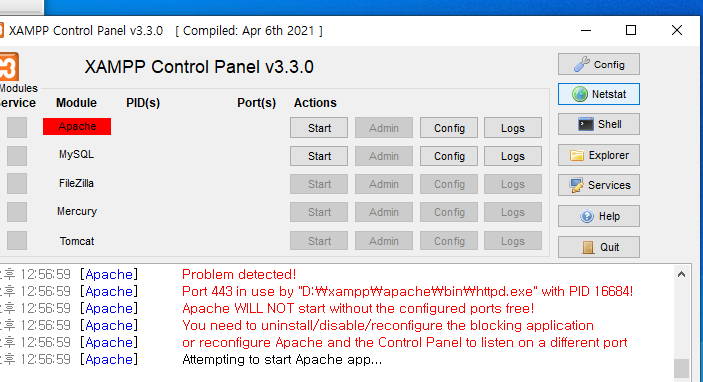 XAMPP Control Panel v3.3.0 [ Compiled: Apr 6th 2021 ]
XAMPP Control Panel v3.3.0
Config
Modules
ervice Module PID(s) Port(s) Actions
Netstat
Apache Start Admin Config Logs
Shell
MySQL Start Admin Config Logs
Explorer
FileZilla Start Admin Config Logs
Services
Mercury Start Admin Config Logs
Help
Tomcat Start Admin Config Logs
Quit
후 12:56:59 [Apache] Problem detected!
후 12:56:59 [Apache] Port 443 in use by "D:₩xampp₩apache₩bin₩httpd.exe" with PID 16684!
후 12:56:59 [Apache] Apache WILL NOT start without the configured ports free!
후 12:56:59 [Apache] You need to uninstall/disable/reconfigure the blocking application
후 12:56:59 [Apache] or reconfigure Apache and the Control Panel to listen on a different port
후 12:56:59 [Apache] Attempting to start Apache app...